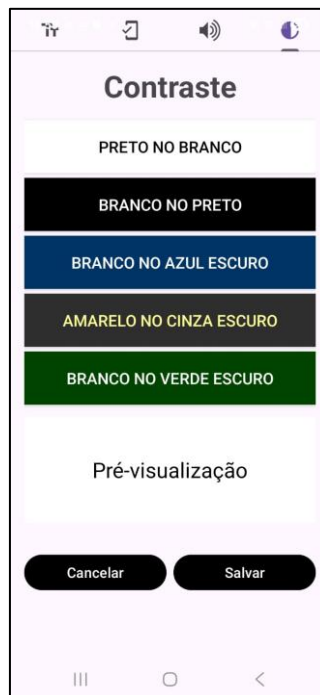 Contraste
PRETO NO BRANCO
BRANCO NO PRETO
BRANCO NO AZUL ESCURO
AMARELO NO CINZA ESCURO
BRANCO NO VERDE ESCURO
Pré-visualização
Cancelar
Salvar